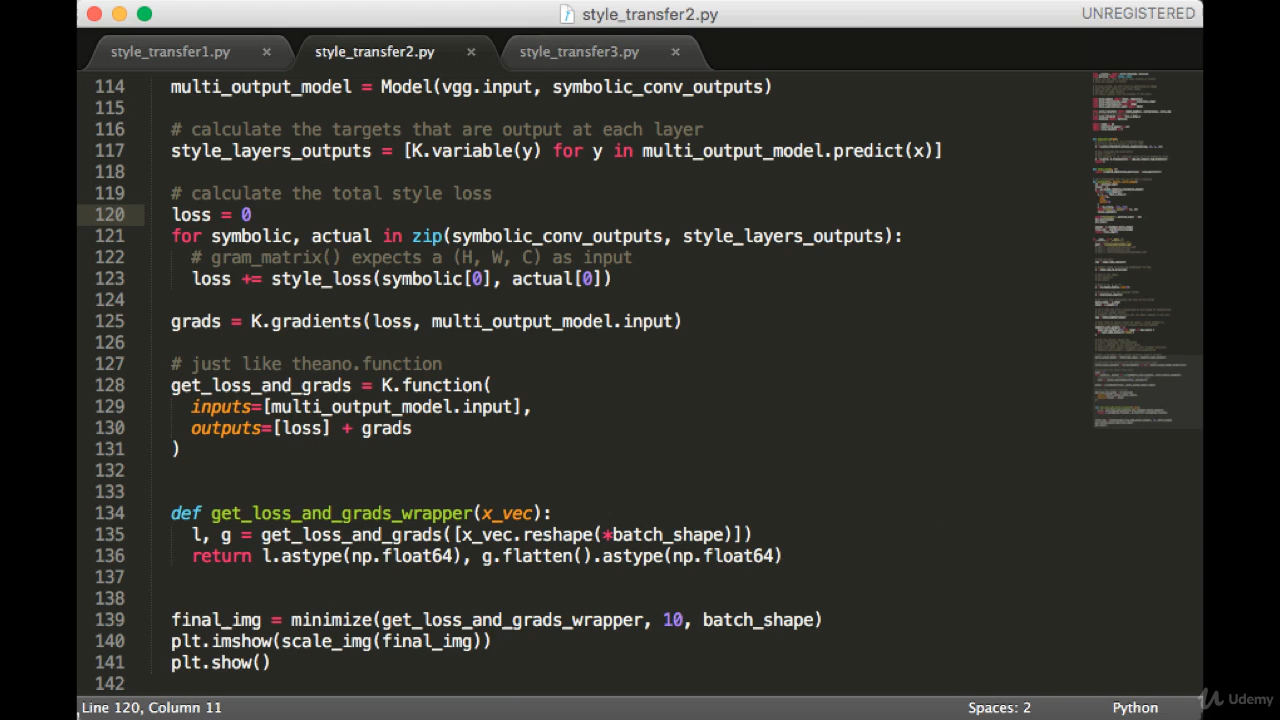 style_transfer2.py
UNREGISTERED
style_transfer1.py × style_transfer2.py × style_transfer3.py ×
114 multi_output_model = Model(vgg.input, symbolic_conv_outputs)
115
116 # calculate the targets that are output at each layer
117 style_layers_outputs = [K.variable(y) for y in multi_output_model.predict(x)]
118
119 # calculate the total style loss
120 loss = 0
121 for symbolic, actual in zip(symbolic_conv_outputs, style_layers_outputs):
122 # gram_matrix() expects a (H, W, C) as input
123 loss += style_loss(symbolic[0], actual[0])
124
125 grads = K.gradients(loss, multi_output_model.input)
126
127 # just like theano.function
128 get_loss_and_grads = K.function(
129 inputs=[multi_output_model.input],
130 outputs=[loss] + grads
131 )
132
133
134 def get_loss_and_grads_wrapper(x_vec):
135 l, g = get_loss_and_grads([x_vec.reshape(*batch_shape)])
136 return l.astype(np.float64), g.flatten().astype(np.float64)
137
138
139 final_img = minimize(get_loss_and_grads_wrapper, 10, batch_shape)
140 plt.imshow(scale_img(final_img))
141 plt.show()
142
Line 120, Column 11
Spaces: 2
Python
Udemy